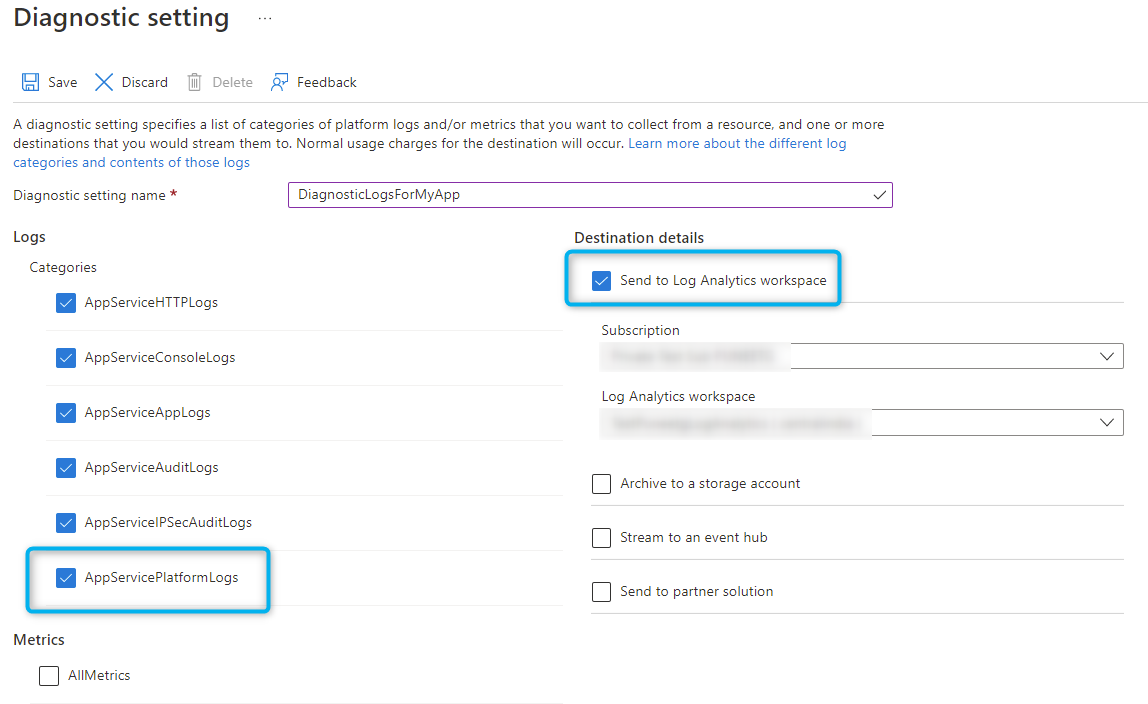 Diagnostic setting ...
Save Discard Delete Feedback
A diagnostic setting specifies a list of categories of platform logs and/or metrics that you want to collect from a resource, and one or more
destinations that you would stream them to. Normal usage charges for the destination will occur. Learn more about the different log
categories and contents of those logs
Diagnostic setting name * DiagnosticLogsForMyApp
Logs
Categories
AppServiceHTTPLogs
AppServiceConsoleLogs
AppServiceAppLogs
AppServiceAuditLogs
AppServiceIPSecAuditLogs
AppServicePlatformLogs
Metrics
AllMetrics
Destination details
Send to Log Analytics workspace
Subscription
Log Analytics workspace
Archive to a storage account
Stream to an event hub
Send to partner solution